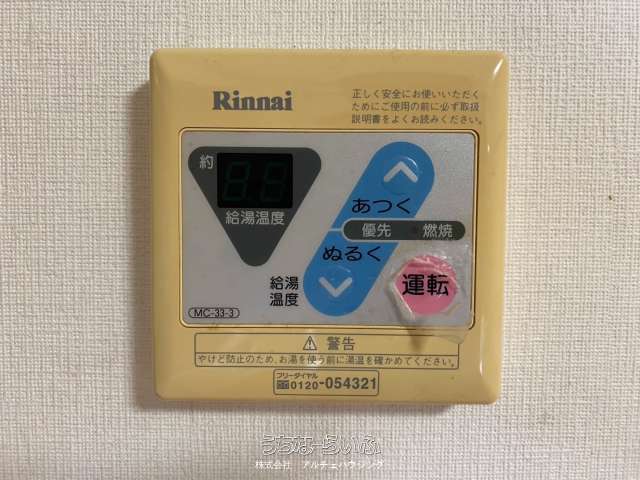 Rinnai
正しく安全にお使いいただく
ためにご使用の前に必ず取扱
説明書をよくお読みください。
約
給湯温度
あつく
優先 燃焼
ぬるく
給湯
温度
運転
MC-33-3
⚠ 警告
やけど防止のため、お湯を使う前に湯温を確かめてください。
フリーダイヤル
0120-054321
うちなーらいふ
株式会社 アルチェハウジング